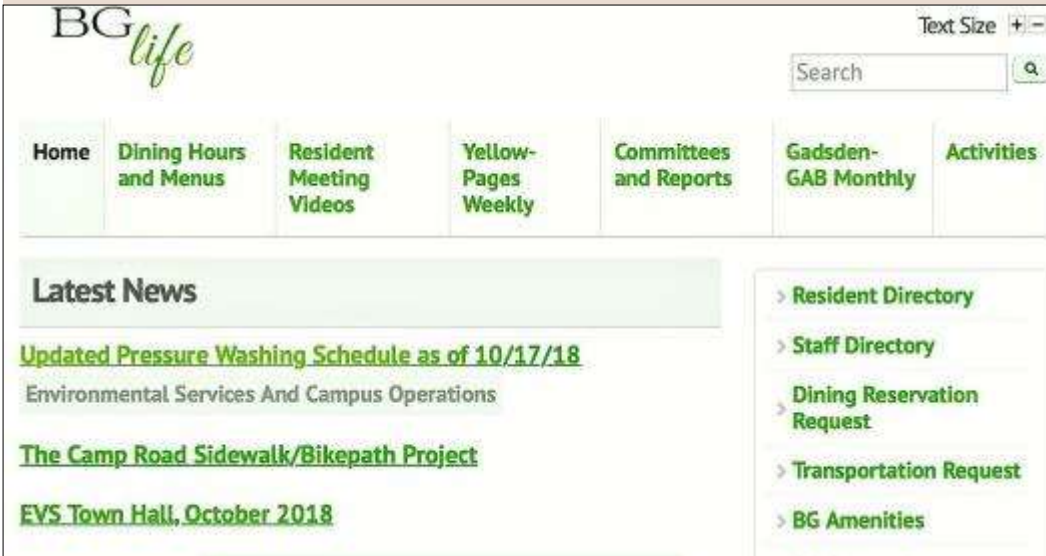 BG life
Text Size + -
Search
Home
Dining Hours
and Menus
Resident
Meeting
Videos
Yellow-
Pages
Weekly
Committees
and Reports
Gadsden-
GAB Monthly
Activities
Latest News
Updated Pressure Washing Schedule as of 10/17/18
Environmental Services And Campus Operations
The Camp Road Sidewalk/Bikepath Project
EVS Town Hall, October 2018
> Resident Directory
> Staff Directory
> Dining Reservation
Request
> Transportation Request
> BG Amenities